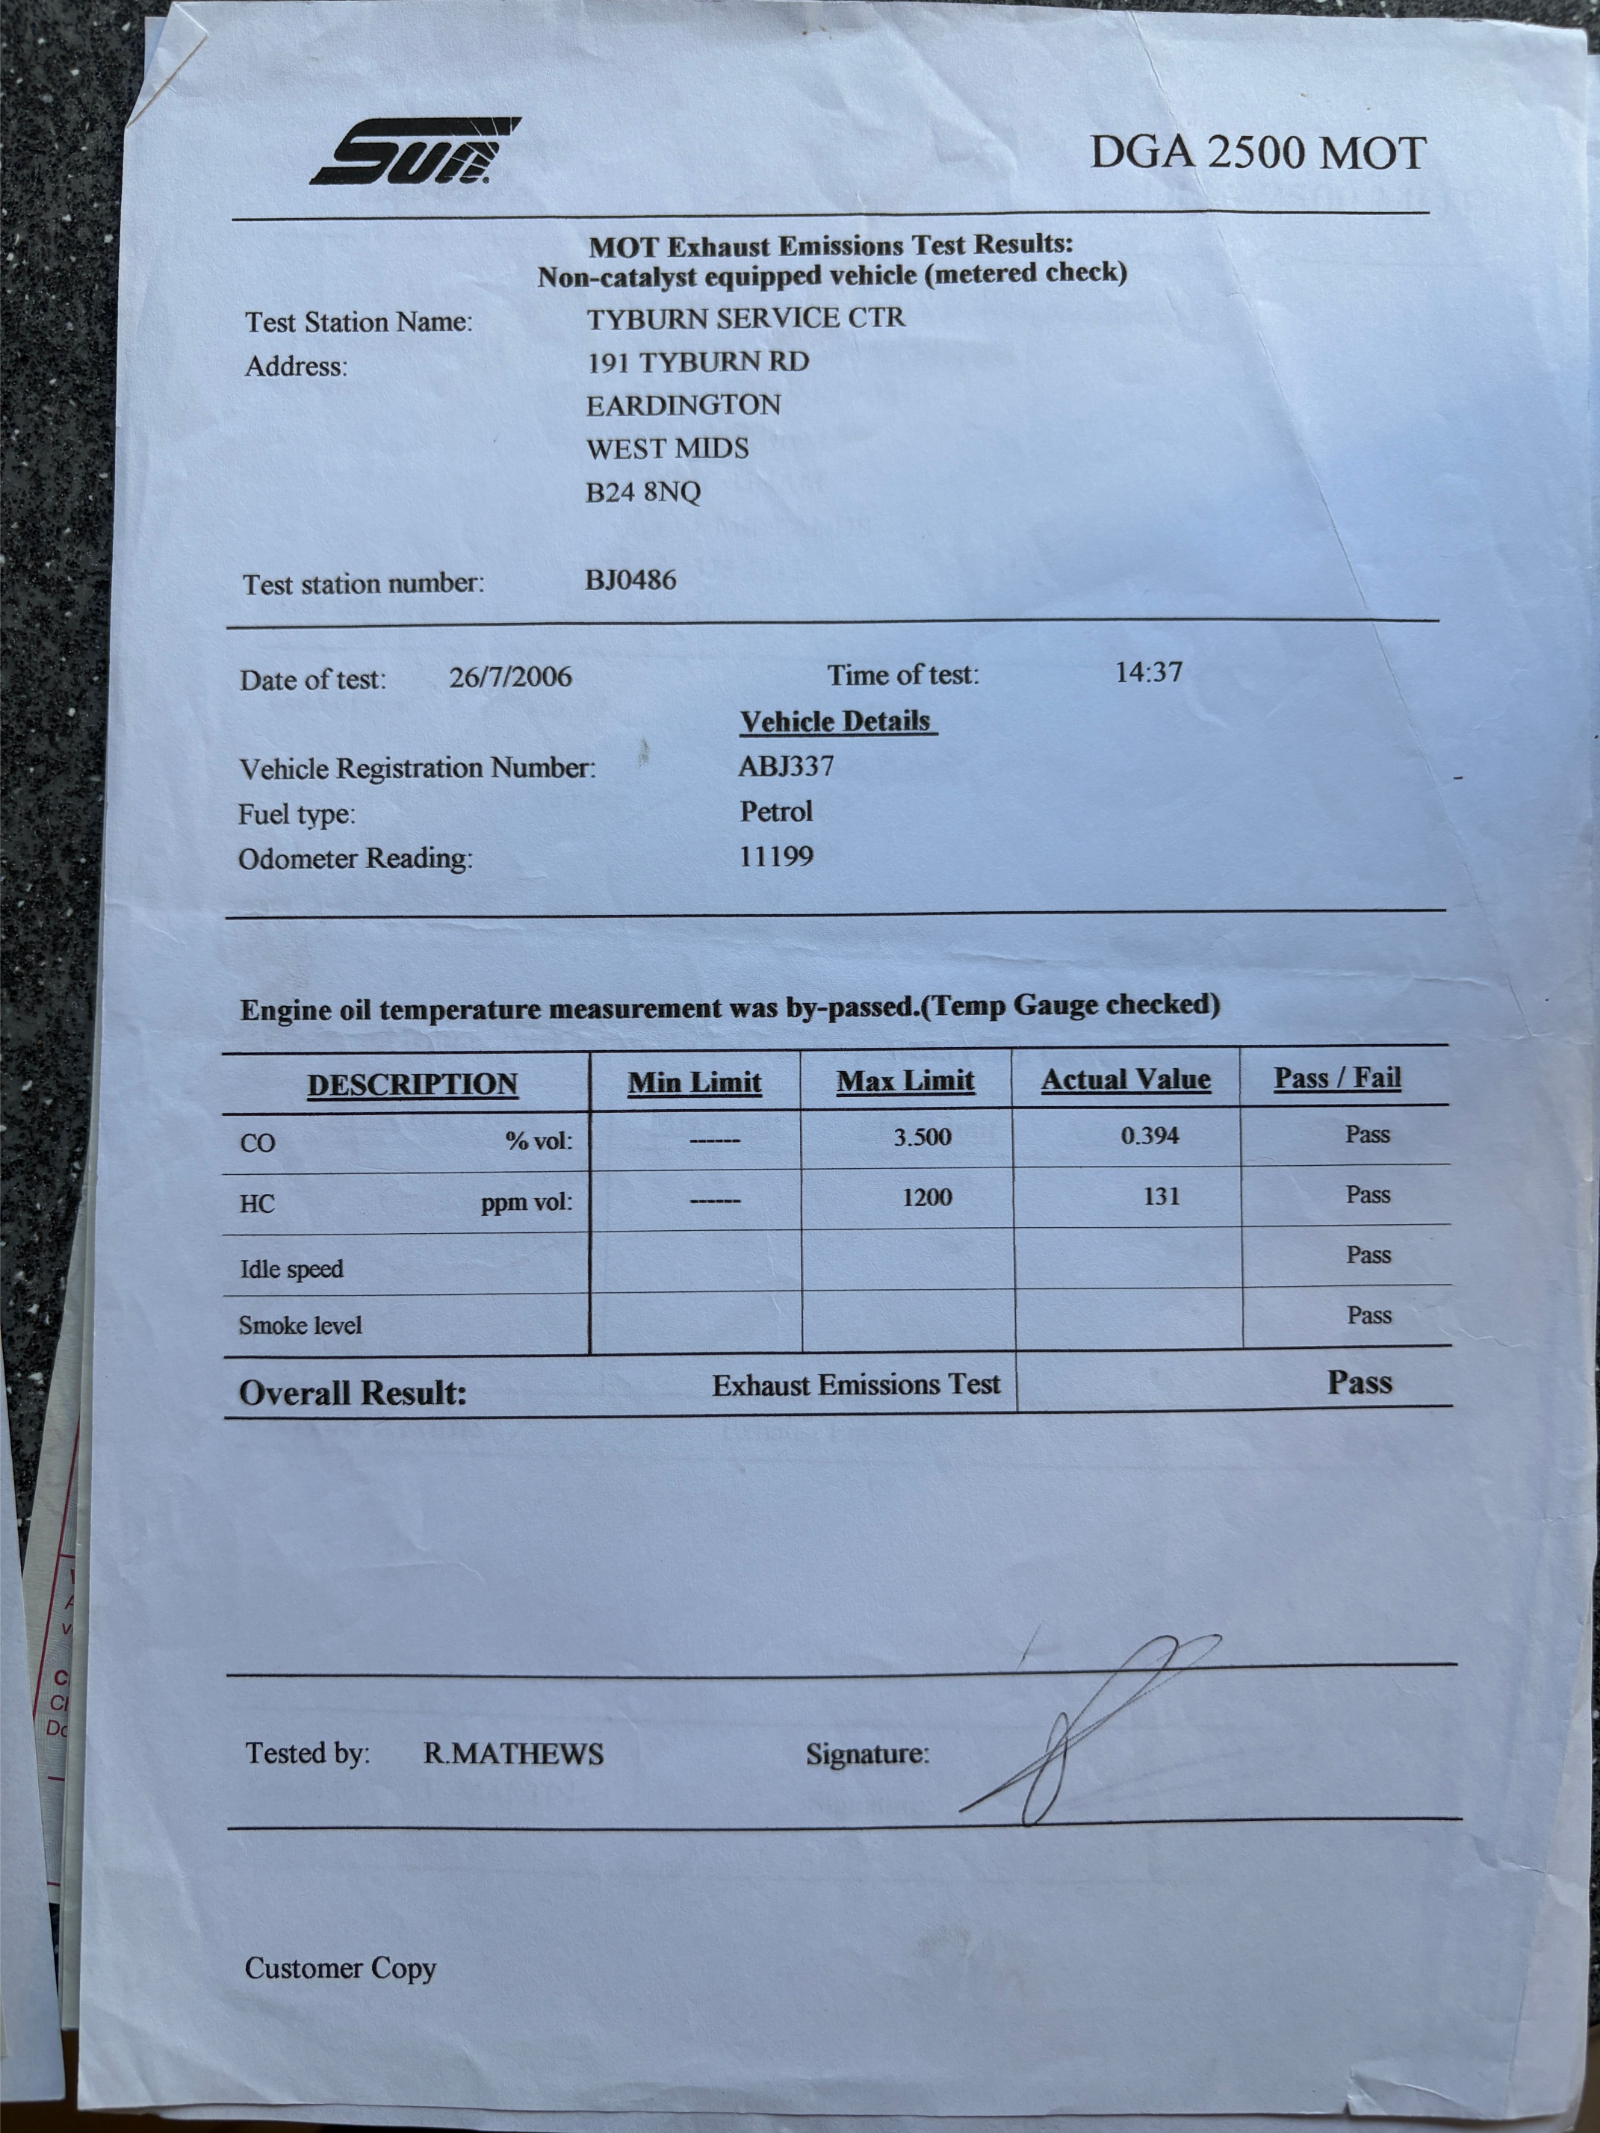 Sun
DGA 2500 MOT
MOT Exhaust Emissions Test Results:
Non-catalyst equipped vehicle (metered check)
Test Station Name: TYBURN SERVICE CTR
Address: 191 TYBURN RD
EARDINGTON
WEST MIDS
B24 8NQ
Test station number: BJ0486
Date of test: 26/7/2006 Time of test: 14:37
Vehicle Details
Vehicle Registration Number: ABJ337
Fuel type: Petrol
Odometer Reading: 11199
Engine oil temperature measurement was by-passed.(Temp Gauge checked)
DESCRIPTION Min Limit Max Limit Actual Value Pass / Fail
CO % vol: ------ 3.500 0.394 Pass
HC ppm vol: ------ 1200 131 Pass
Idle speed Pass
Smoke level Pass
Overall Result: Exhaust Emissions Test Pass
Tested by: R.MATHEWS Signature:
Customer Copy